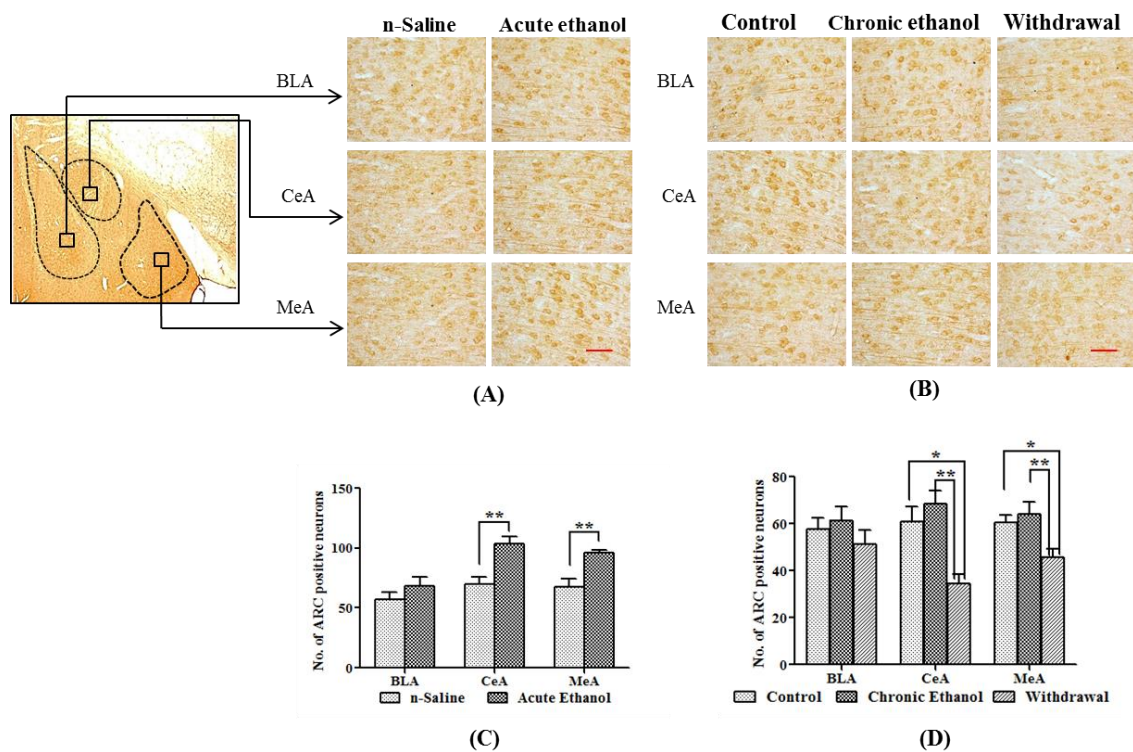 n-Saline Acute ethanol
BLA
CeA
MeA
(A)
Control Chronic ethanol Withdrawal
BLA
CeA
MeA
(B)
No. of ARC positive neurons
150
100
50
0
** **
BLA CeA MeA
n-Saline Acute Ethanol
(C)
No. of ARC positive neurons
80
60
40
20
0
* *
** **
BLA CeA MeA
Control Chronic Ethanol Withdrawal
(D)